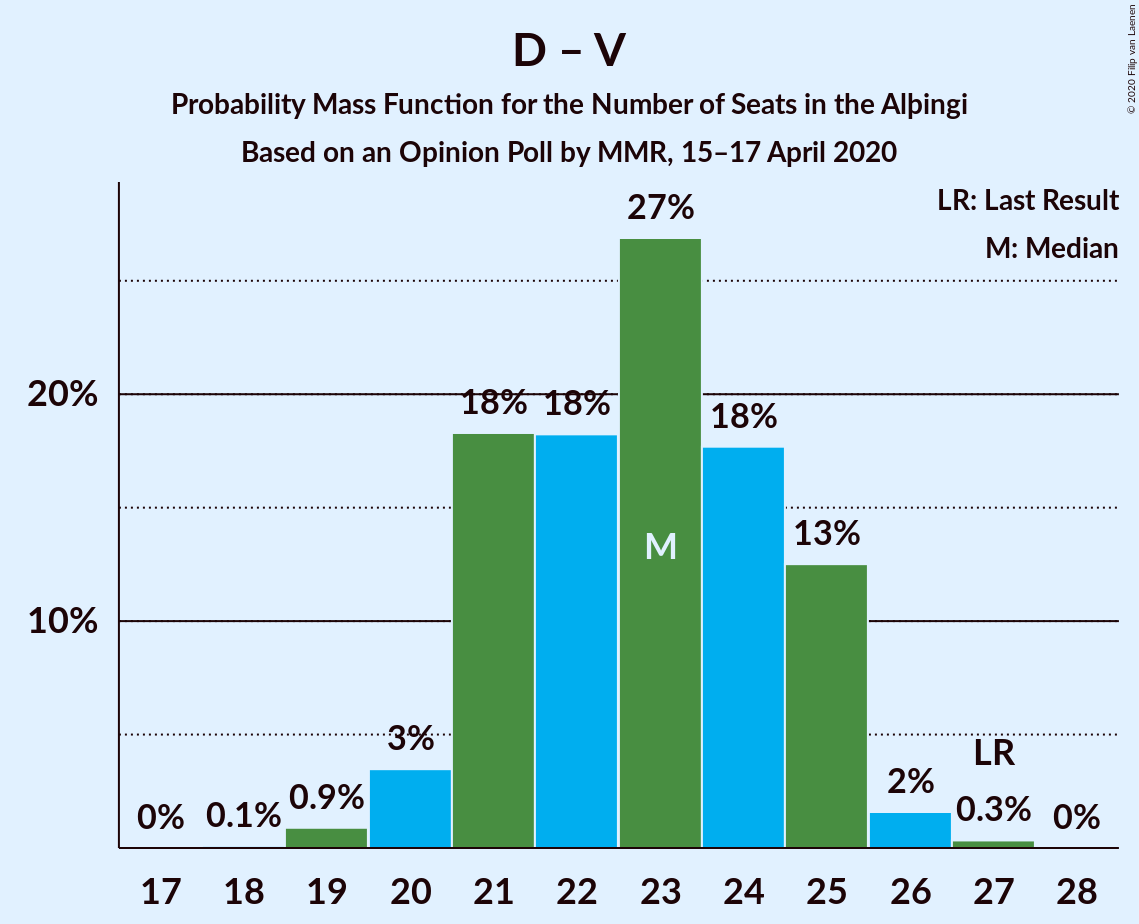 D – V
Probability Mass Function for the Number of Seats in the Alþingi
Based on an Opinion Poll by MMR, 15–17 April 2020
© 2020 Filip van Laenen
LR: Last Result
M: Median
20%
10%
0%
0.1%
0.9%
3%
18%
18%
27%
M
18%
13%
2%
LR
0.3%
0%
17 18 19 20 21 22 23 24 25 26 27 28